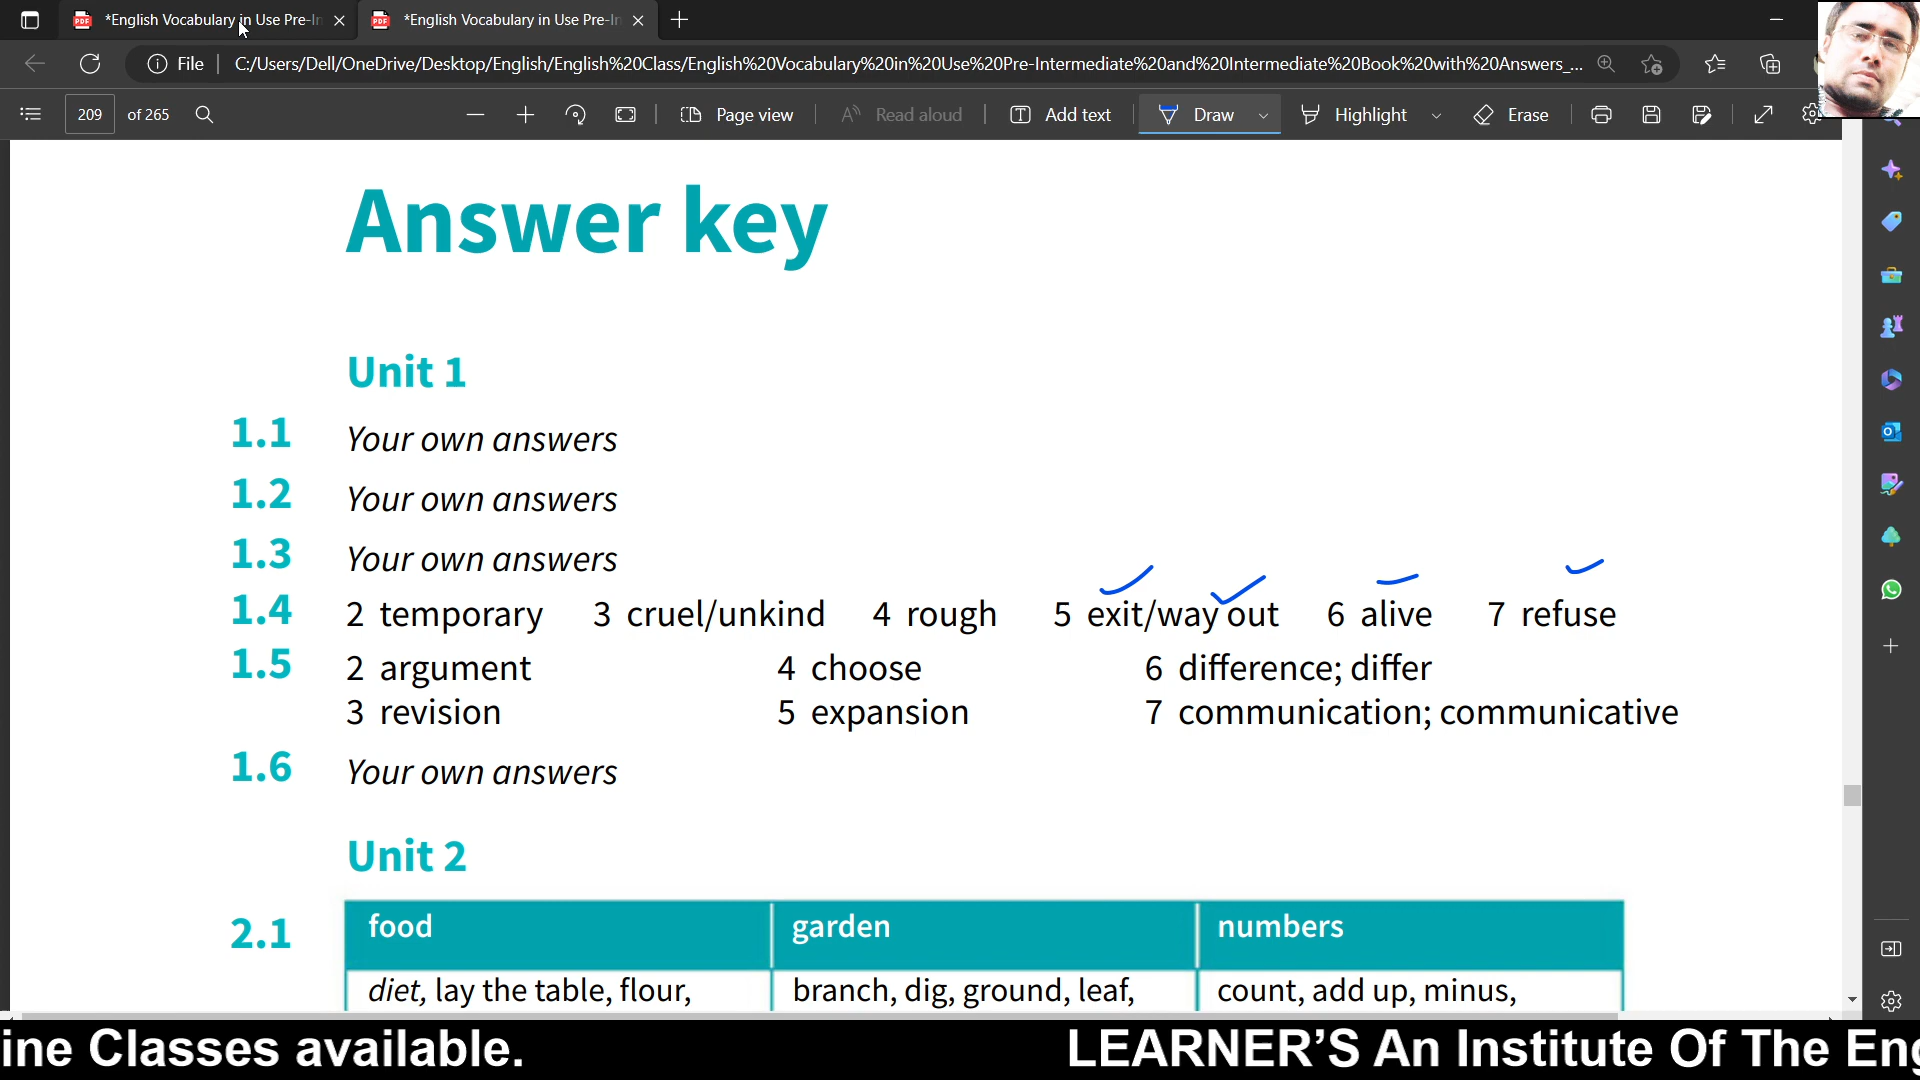 *English Vocabulary in Use Pre-In
*English Vocabulary in Use Pre-In
File
C:/Users/Dell/OneDrive/Desktop/English/English%20Class/English%20Vocabulary%20in%20Use%20Pre-Intermediate%20and%20Intermediate%20Book%20with%20Answers_...
209 of 265
Page view
Read aloud
Add text
Draw
Highlight
Erase
Answer key
Unit 1
1.1 Your own answers
1.2 Your own answers
1.3 Your own answers
1.4 2 temporary 3 cruel/unkind 4 rough 5 exit/way out 6 alive 7 refuse
1.5 2 argument 4 choose 6 difference; differ
3 revision 5 expansion 7 communication; communicative
1.6 Your own answers
Unit 2
2.1 food garden numbers
diet, lay the table, flour, branch, dig, ground, leaf, count, add up, minus,
ine Classes available. LEARNER’S An Institute Of The Eng